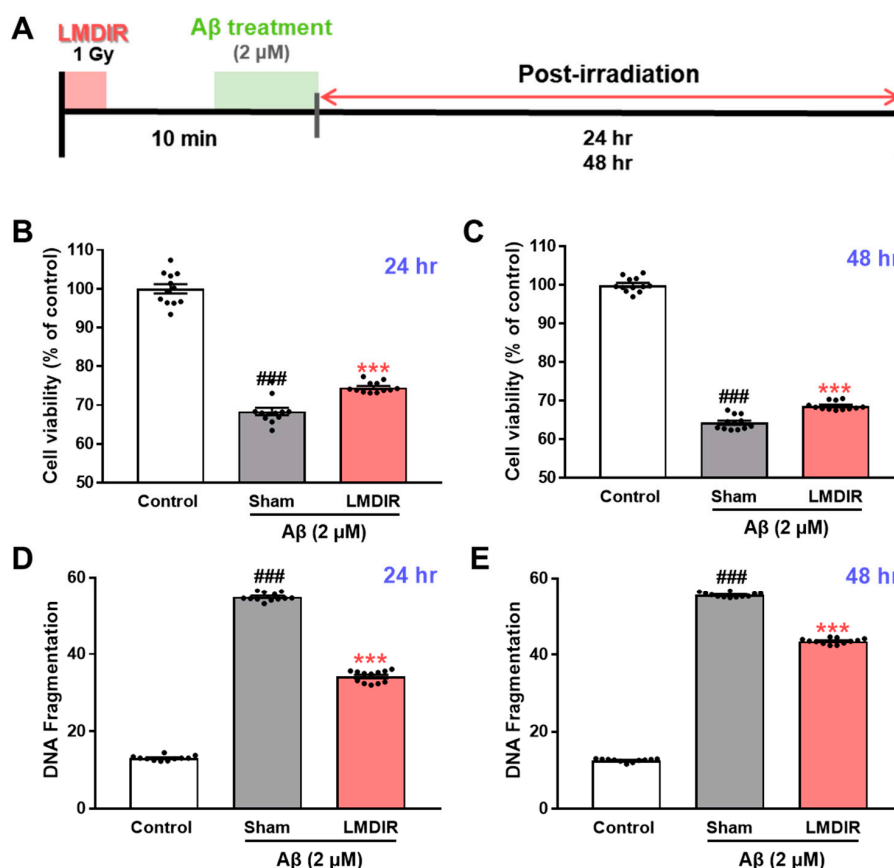 A
LMDIR
1 Gy
Aβ treatment
(2 µM)
Post-irradiation
10 min
24 hr
48 hr
B
24 hr
Cell viability (% of control)
110
100
90
80
70
60
50
###
***
Control
Sham
LMDIR
Aβ (2 µM)
C
48 hr
Cell viability (% of control)
110
100
90
80
70
60
50
###
***
Control
Sham
LMDIR
Aβ (2 µM)
D
24 hr
DNA Fragmentation
60
40
20
0
###
***
Control
Sham
LMDIR
Aβ (2 µM)
E
48 hr
DNA Fragmentation
60
40
20
0
###
***
Control
Sham
LMDIR
Aβ (2 µM)